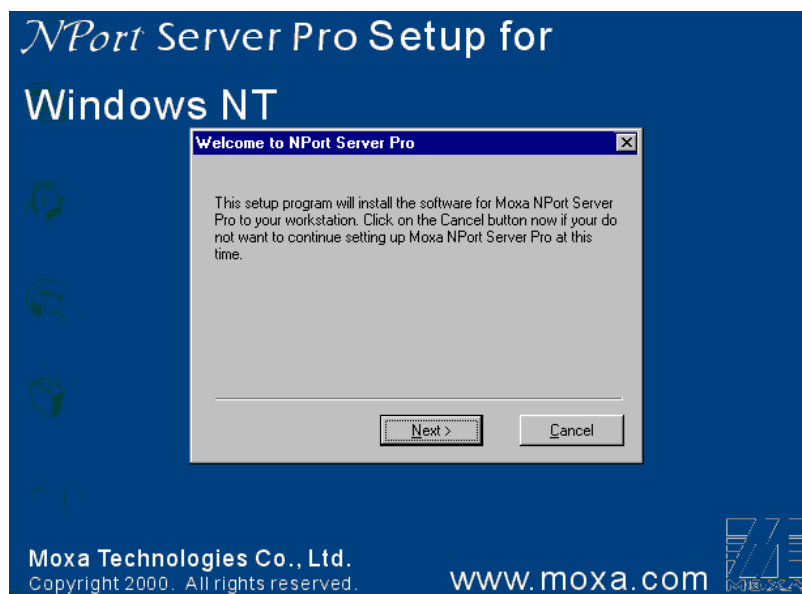 NPort Server Pro Setup for
Windows NT
Welcome to NPort Server Pro
This setup program will install the software for Moxa NPort Server
Pro to your workstation. Click on the Cancel button now if your do
not want to continue setting up Moxa NPort Server Pro at this
time.
Next >
Cancel
Moxa Technologies Co., Ltd.
Copyright 2000. All rights reserved.
www.moxa.com
MOXA